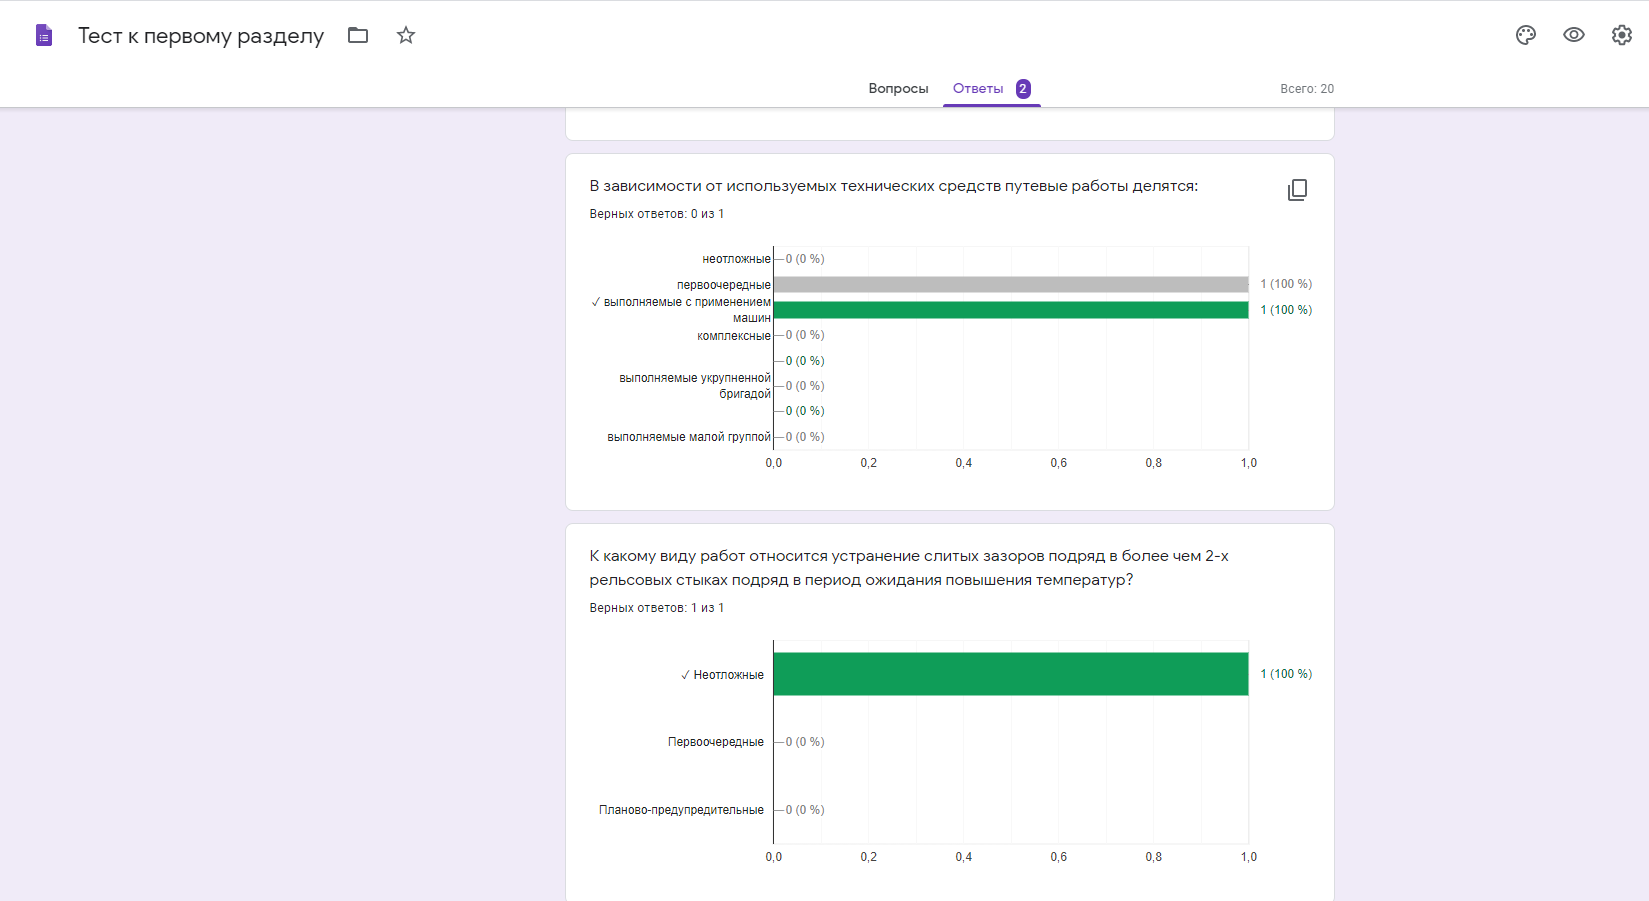 Тест к первому разделу
Вопросы
Ответы
2
Всего: 20
В зависимости от используемых технических средств путевые работы делятся:
Верных ответов: 0 из 1
неотложные
0 (0 %)
первоочередные
1 (100 %)
✓ выполняемые с применением
машин
1 (100 %)
комплексные
0 (0 %)
0 (0 %)
выполняемые укрупненной
бригадой
0 (0 %)
0 (0 %)
выполняемые малой группой
0 (0 %)
0,0 0,2 0,4 0,6 0,8 1,0
К какому виду работ относится устранение слитых зазоров подряд в более чем 2-х
рельсовых стыках подряд в период ожидания повышения температур?
Верных ответов: 1 из 1
✓ Неотложные
1 (100 %)
Первоочередные
0 (0 %)
Планово-предупредительные
0 (0 %)
0,0 0,2 0,4 0,6 0,8 1,0